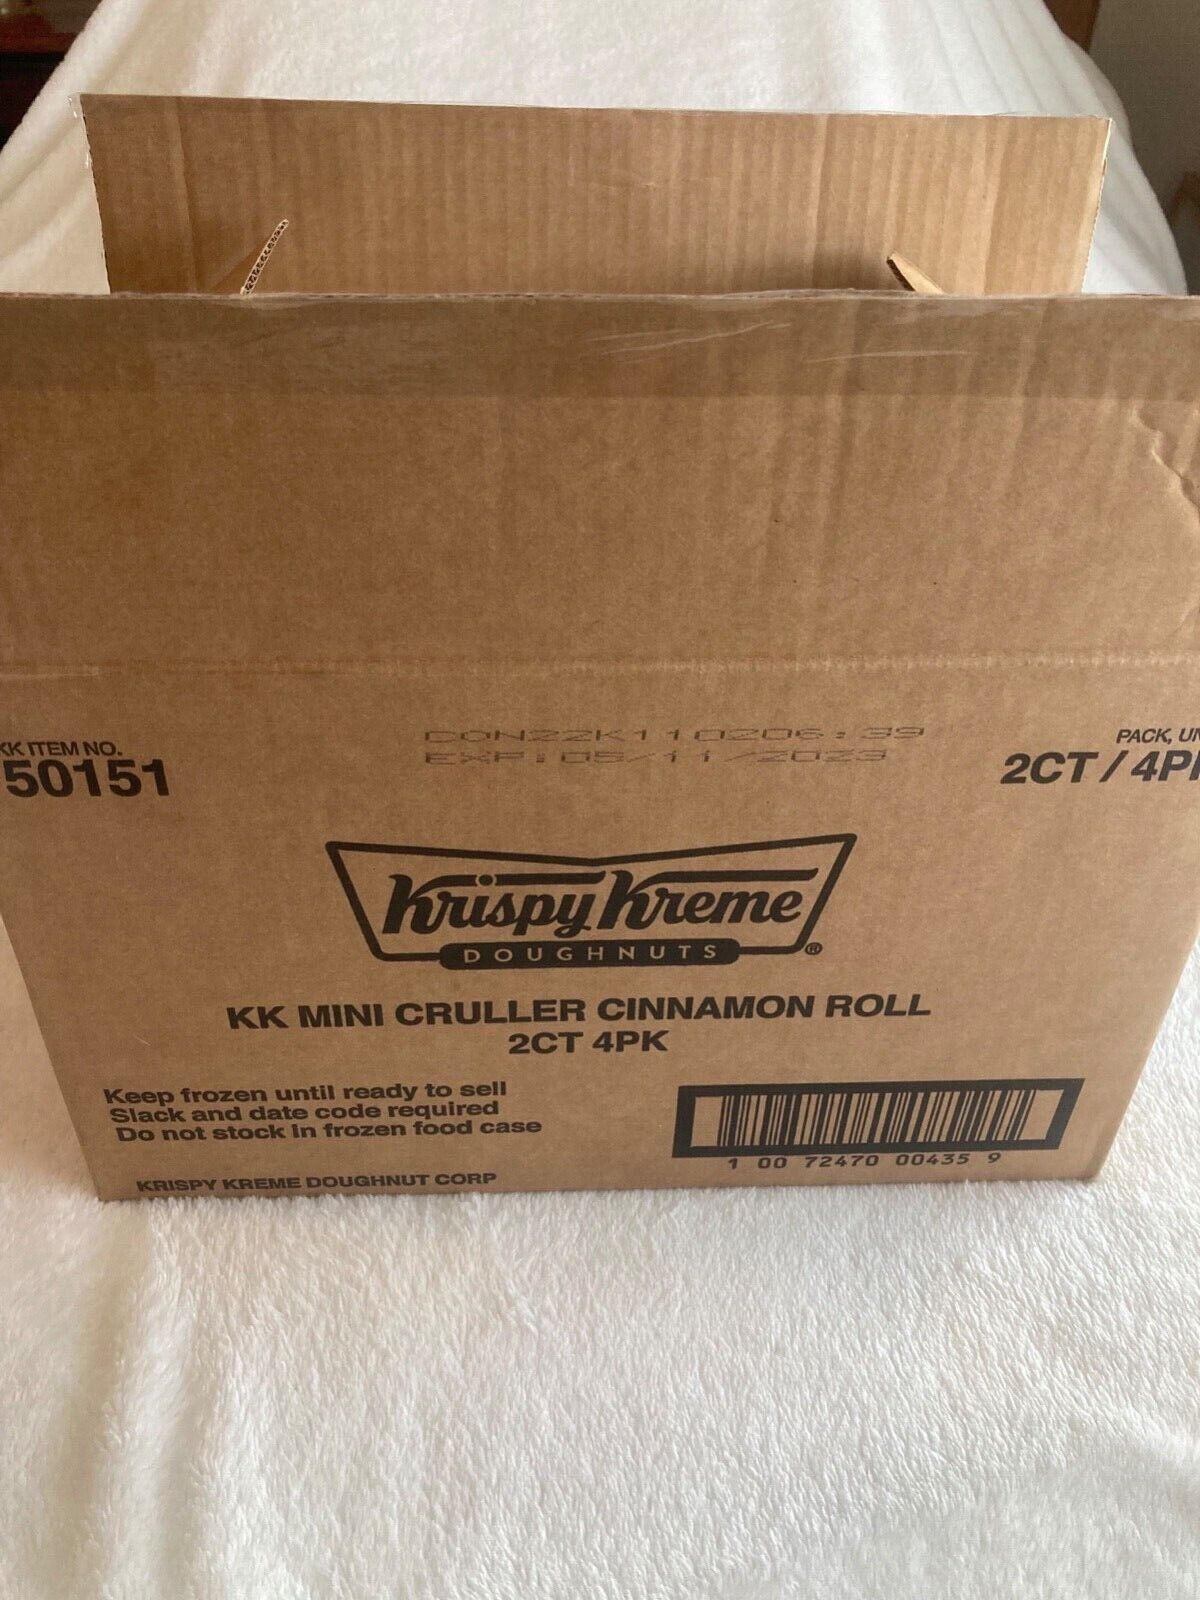 KK ITEM NO.
50151
DON22K110206:39
EXP: 05/11/2023
PACK, UN
2CT / 4P
Krispy Kreme
DOUGHNUTS ®
KK MINI CRULLER CINNAMON ROLL
2CT 4PK
Keep frozen until ready to sell
Slack and date code required
Do not stock in frozen food case
KRISPY KREME DOUGHNUT CORP
1 00 72470 00435 9